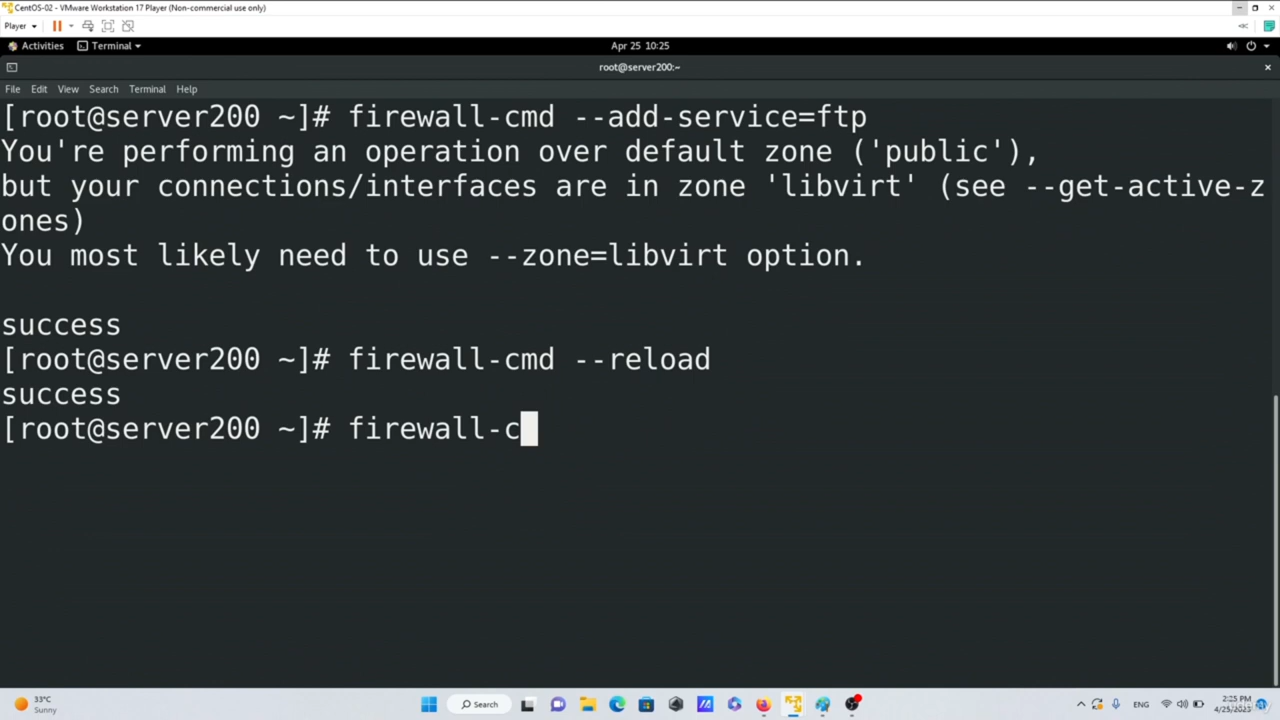 CentOS-02 - VMware Workstation 17 Player (Non-commercial use only)
Player
Activities Terminal Apr 25 10:25
root@server200:~
File Edit View Search Terminal Help
[root@server200 ~]# firewall-cmd --add-service=ftp
You're performing an operation over default zone ('public'),
but your connections/interfaces are in zone 'libvirt' (see --get-active-z
ones)
You most likely need to use --zone=libvirt option.
success
[root@server200 ~]# firewall-cmd --reload
success
[root@server200 ~]# firewall-c
33°C
Sunny
Search
ENG
2:25 PM
4/25/2023